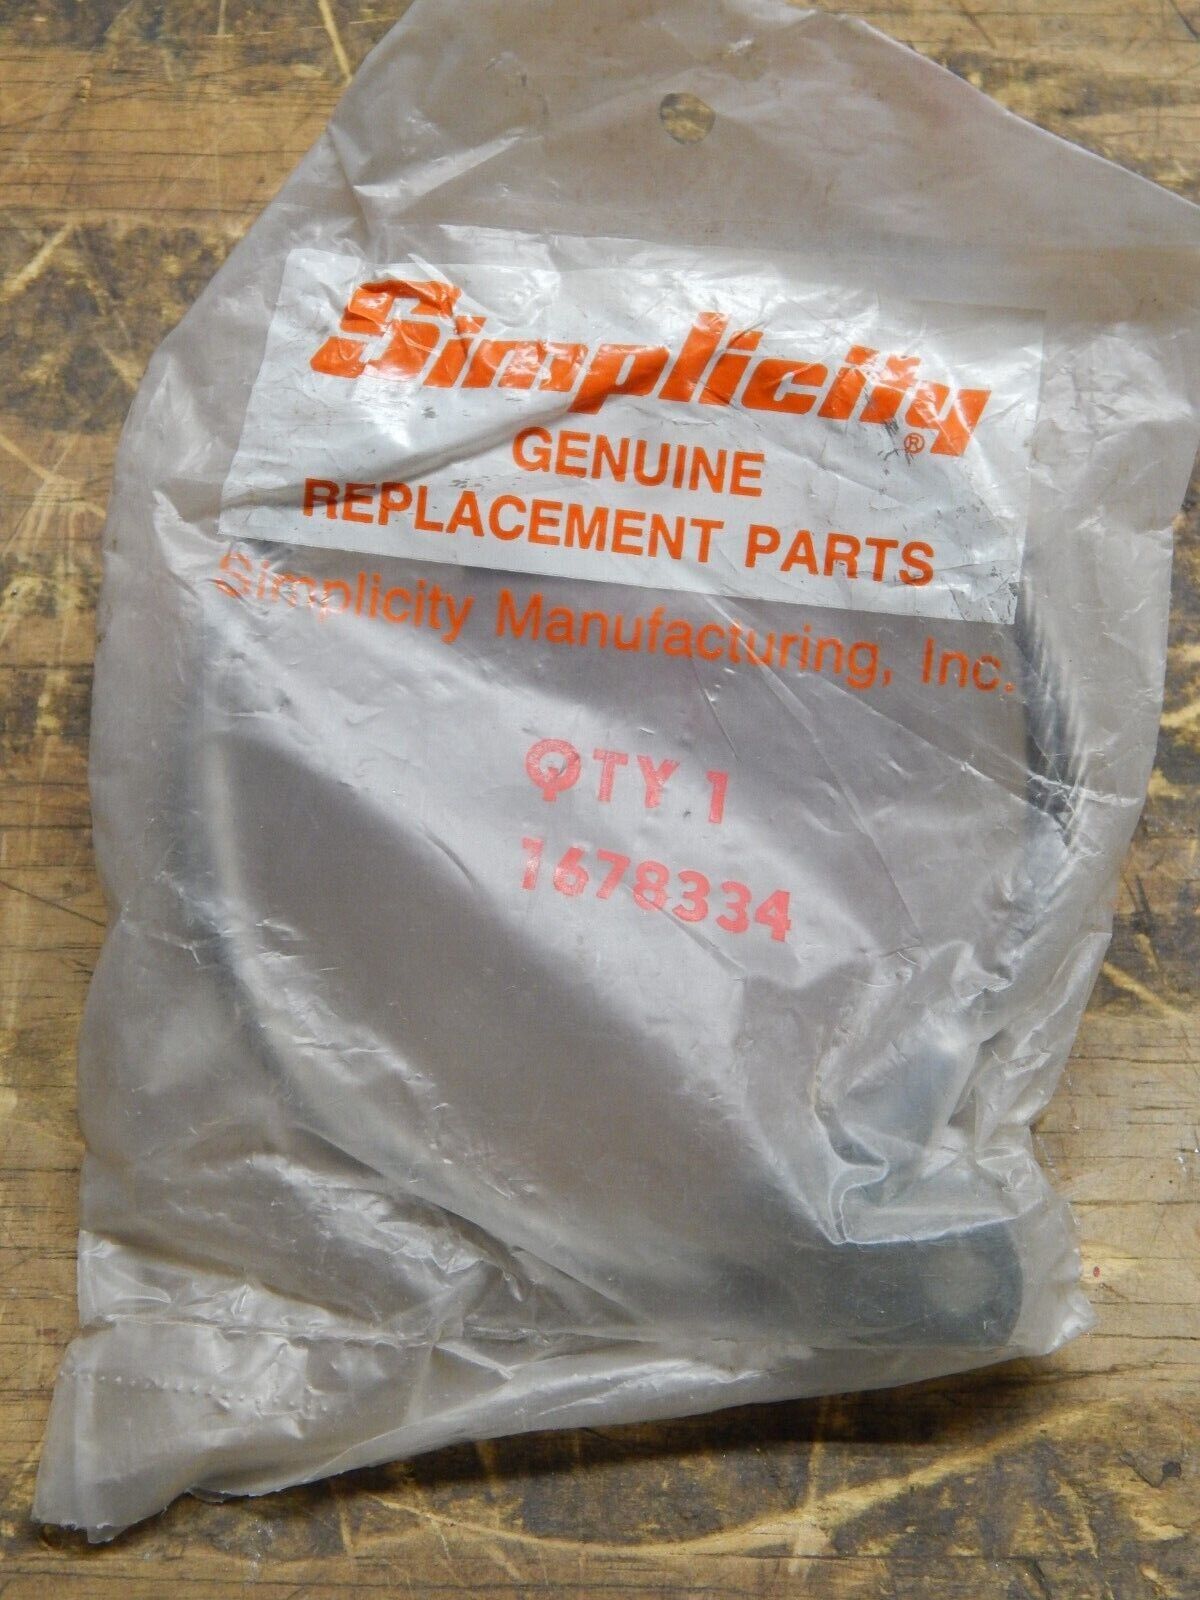 Simplicity®
GENUINE
REPLACEMENT PARTS
Simplicity Manufacturing, Inc.
QTY 1
1678334